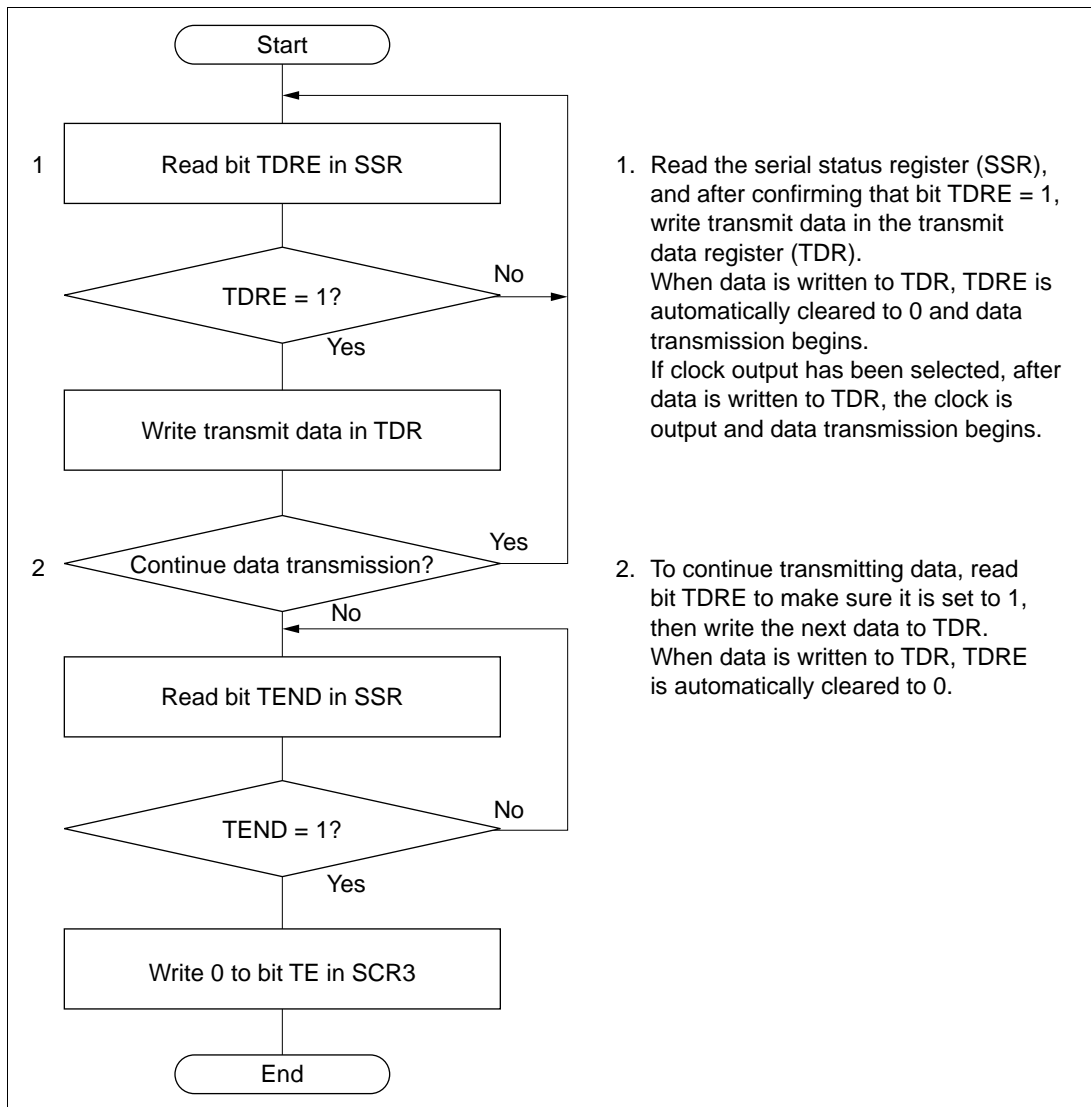 Start
1
Read bit TDRE in SSR
TDRE = 1?
No
Yes
Write transmit data in TDR
2
Continue data transmission?
Yes
No
Read bit TEND in SSR
TEND = 1?
No
Yes
Write 0 to bit TE in SCR3
End
1. Read the serial status register (SSR),
and after confirming that bit TDRE = 1,
write transmit data in the transmit
data register (TDR).
When data is written to TDR, TDRE is
automatically cleared to 0 and data
transmission begins.
If clock output has been selected, after
data is written to TDR, the clock is
output and data transmission begins.
2. To continue transmitting data, read
bit TDRE to make sure it is set to 1,
then write the next data to TDR.
When data is written to TDR, TDRE
is automatically cleared to 0.